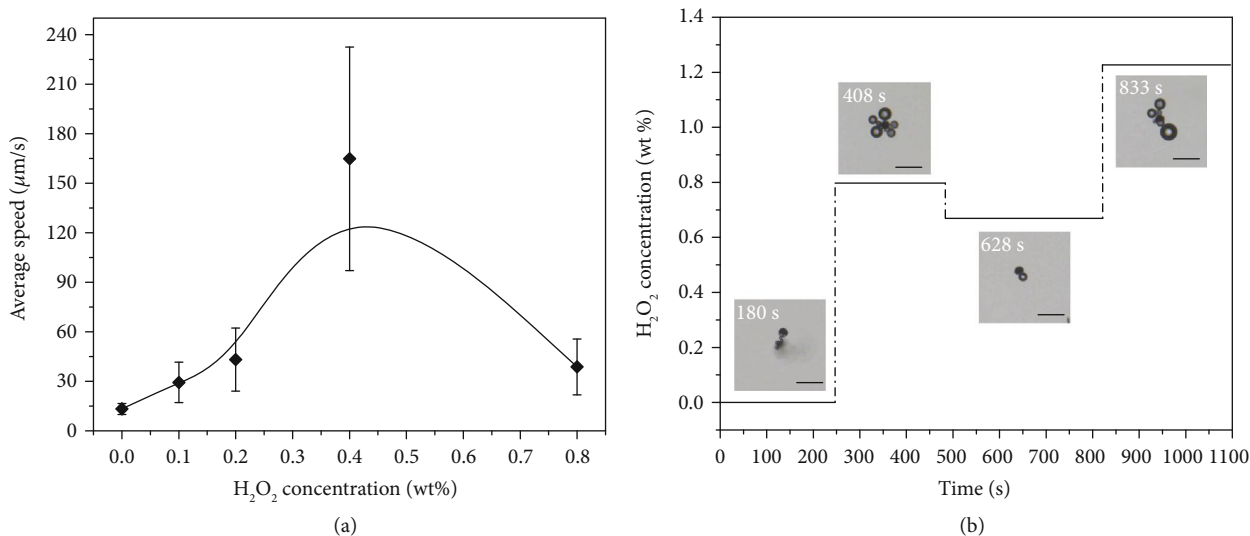 240
210
180
150
120
90
60
30
0
Average speed (μm/s)
0.0 0.1 0.2 0.3 0.4 0.5 0.6 0.7 0.8
H₂O₂ concentration (wt%)
(a)
1.4
1.2
1.0
0.8
0.6
0.4
0.2
0.0
H₂O₂ concentration (wt %)
180 s
408 s
628 s
833 s
0 100 200 300 400 500 600 700 800 900 1000 1100
Time (s)
(b)